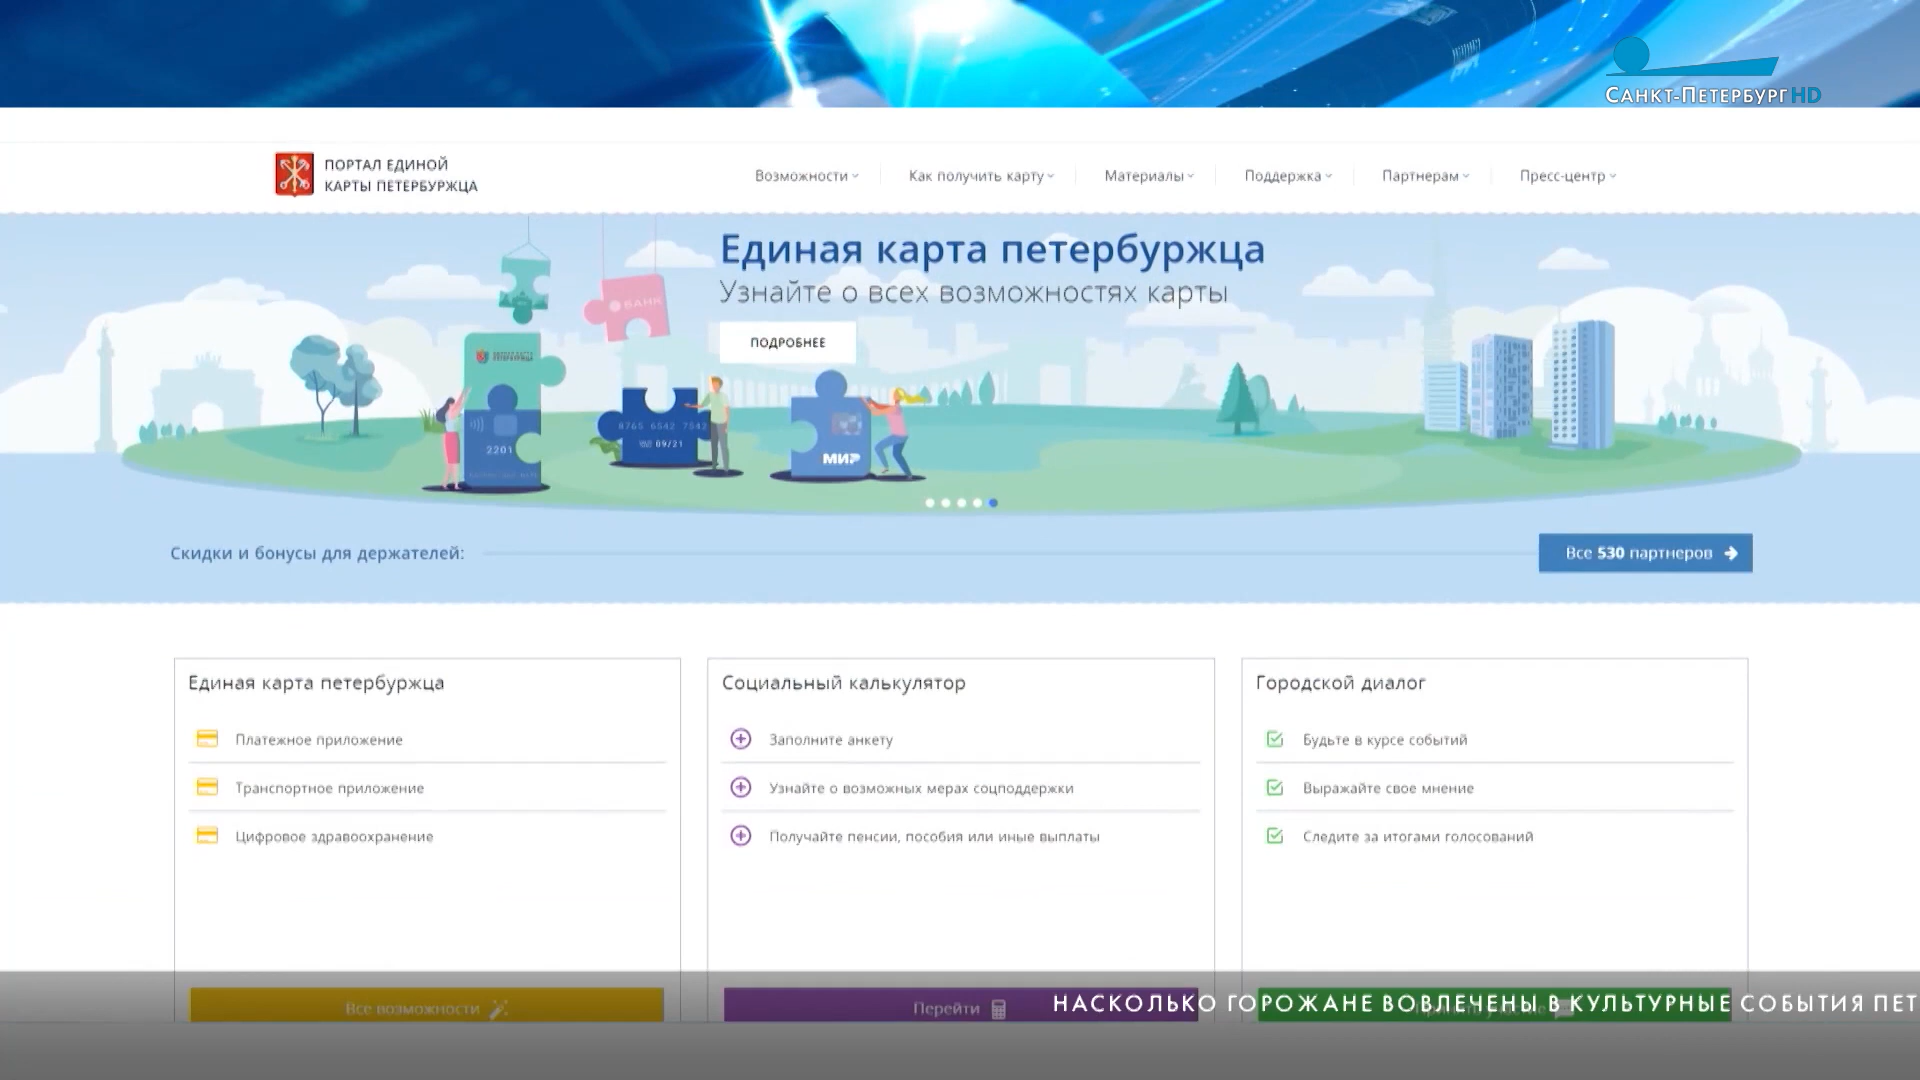 САНКТ-ПЕТЕРБУРГ HD
ПОРТАЛ ЕДИНОЙ
КАРТЫ ПЕТЕРБУРЖЦА
Возможности
Как получить карту
Материалы
Поддержка
Партнерам
Пресс-центр
Единая карта петербуржца
Узнайте о всех возможностях карты
ПОДРОБНЕЕ
БАНК
ПЕТЕРБУРЖЦА
2201
8765 6542 7542
09/21
МИР
Скидки и бонусы для держателей:
Все 530 партнеров
Единая карта петербуржца
Платежное приложение
Транспортное приложение
Цифровое здравоохранение
Все возможности
Социальный калькулятор
Заполните анкету
Узнайте о возможных мерах соцподдержки
Получайте пенсии, пособия или иные выплаты
Перейти
Городской диалог
Будьте в курсе событий
Выражайте свое мнение
Следите за итогами голосований
НАСКОЛЬКО ГОРОЖАНЕ ВОВЛЕЧЕНЫ В КУЛЬТУРНЫЕ СОБЫТИЯ ПЕТ